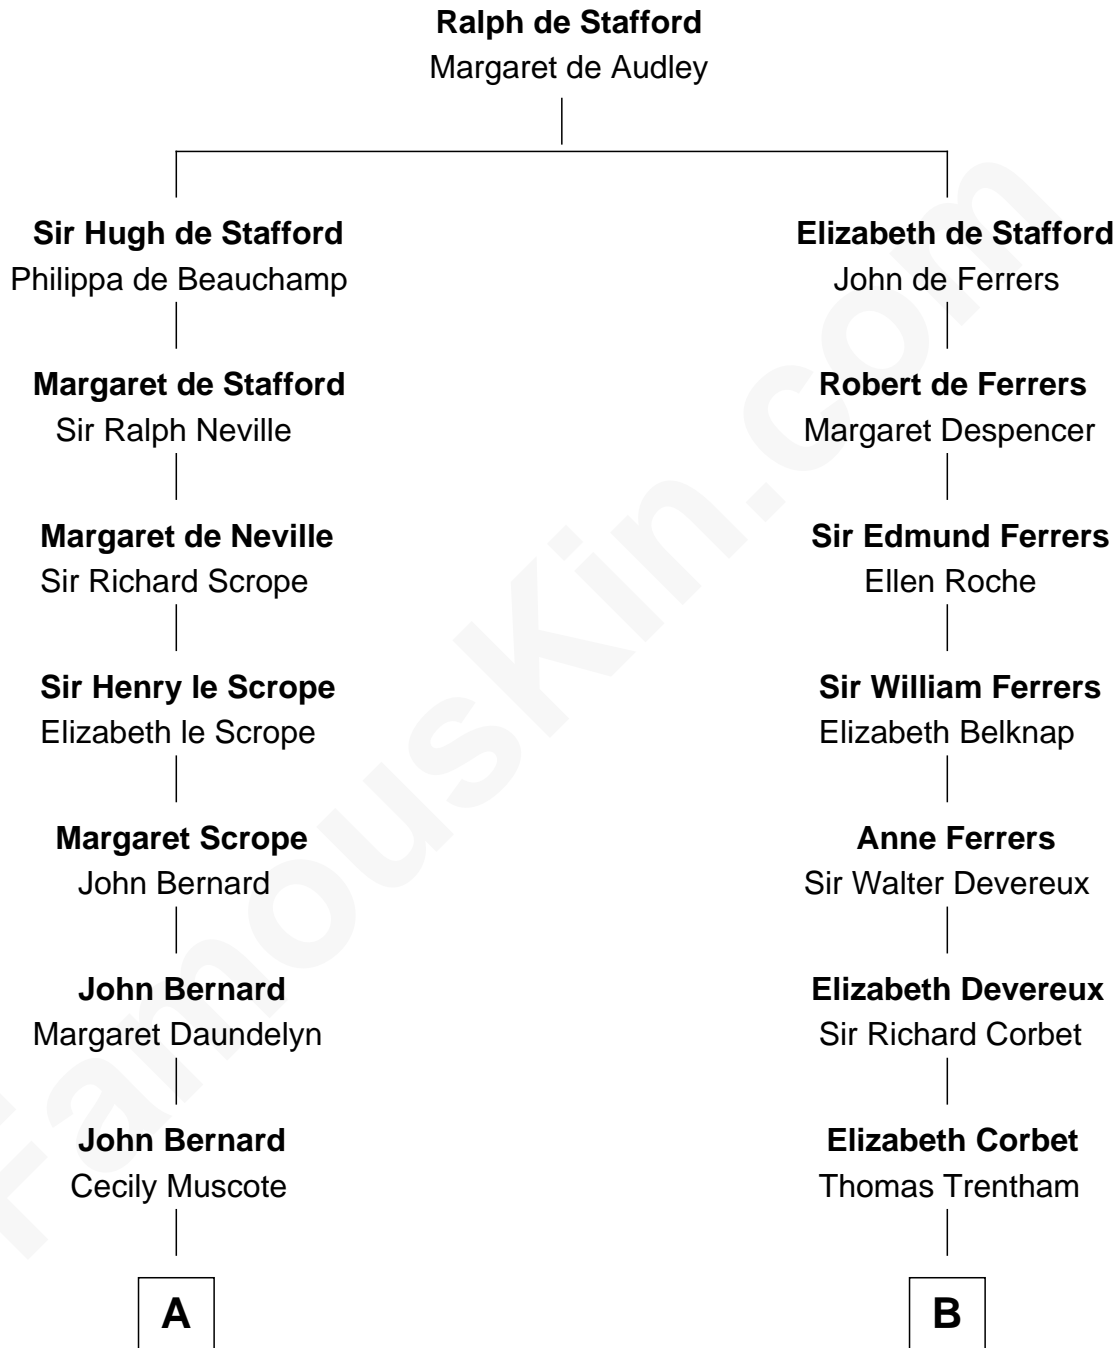 Ralph de Stafford
Margaret de Audley
Sir Hugh de Stafford
Philippa de Beauchamp
Elizabeth de Stafford
John de Ferrers
Margaret de Stafford
Sir Ralph Neville
Robert de Ferrers
Margaret Despencer
Margaret de Neville
Sir Richard Scrope
Sir Edmund Ferrers
Ellen Roche
Sir Henry le Scrope
Elizabeth le Scrope
Sir William Ferrers
Elizabeth Belknap
Margaret Scrope
John Bernard
Anne Ferrers
Sir Walter Devereux
John Bernard
Margaret Daundelyn
Elizabeth Devereux
Sir Richard Corbet
John Bernard
Cecily Muscote
Elizabeth Corbet
Thomas Trentham
A
B
FamousKin.com